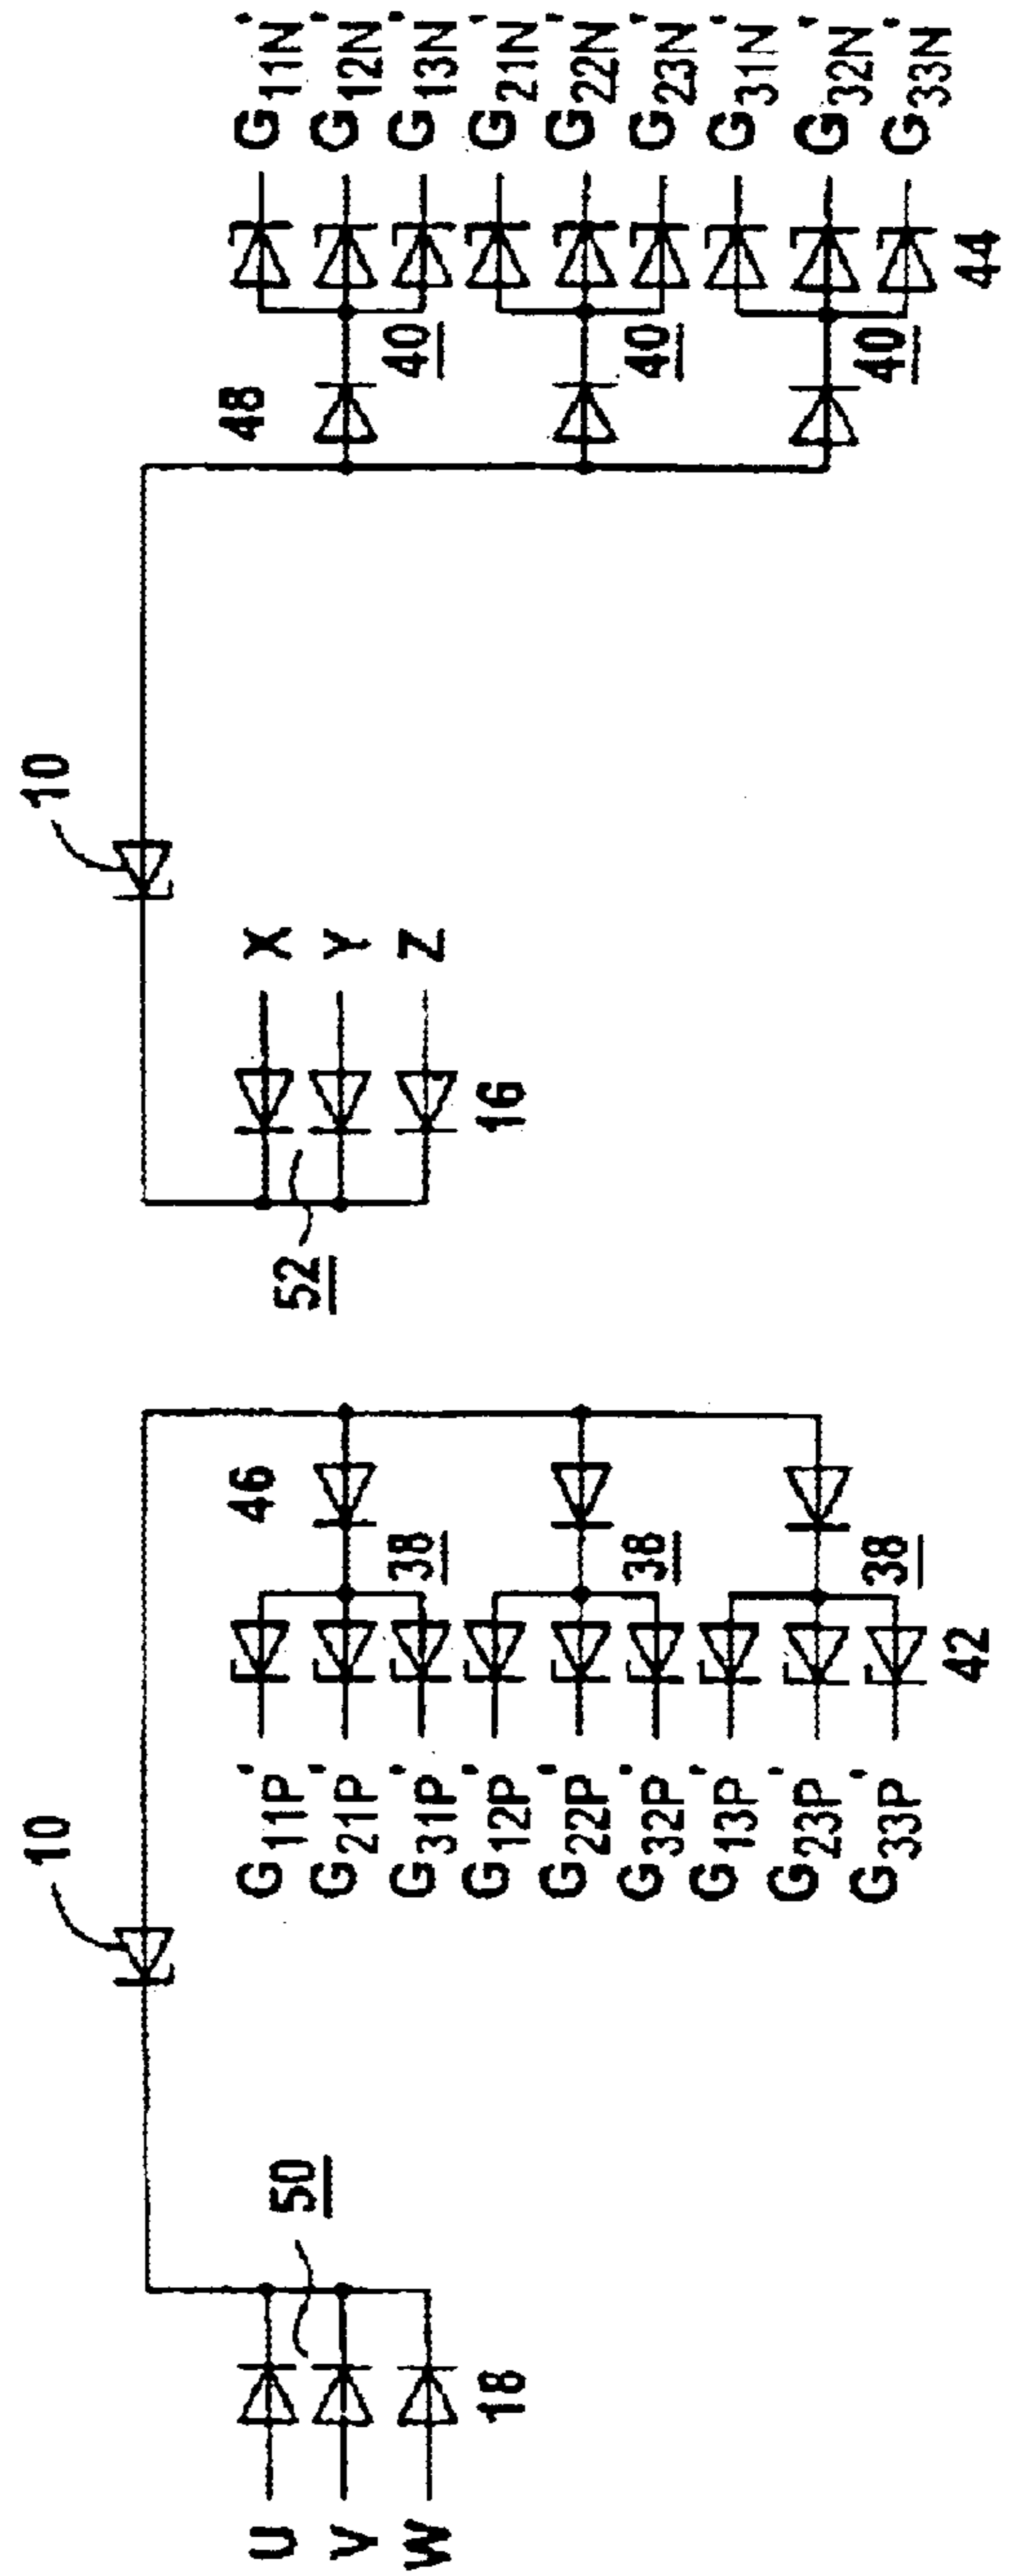 10
10
U
V
W
50
18
46
38
38
38
G11P'
G21P'
G31P'
G12P'
G22P'
G32P'
G13P'
G23P'
G33P'
42
52
X
Y
Z
16
48
40
40
40
G11N'
G12N'
G13N'
G21N'
G22N'
G23N'
G31N'
G32N'
G33N'
44